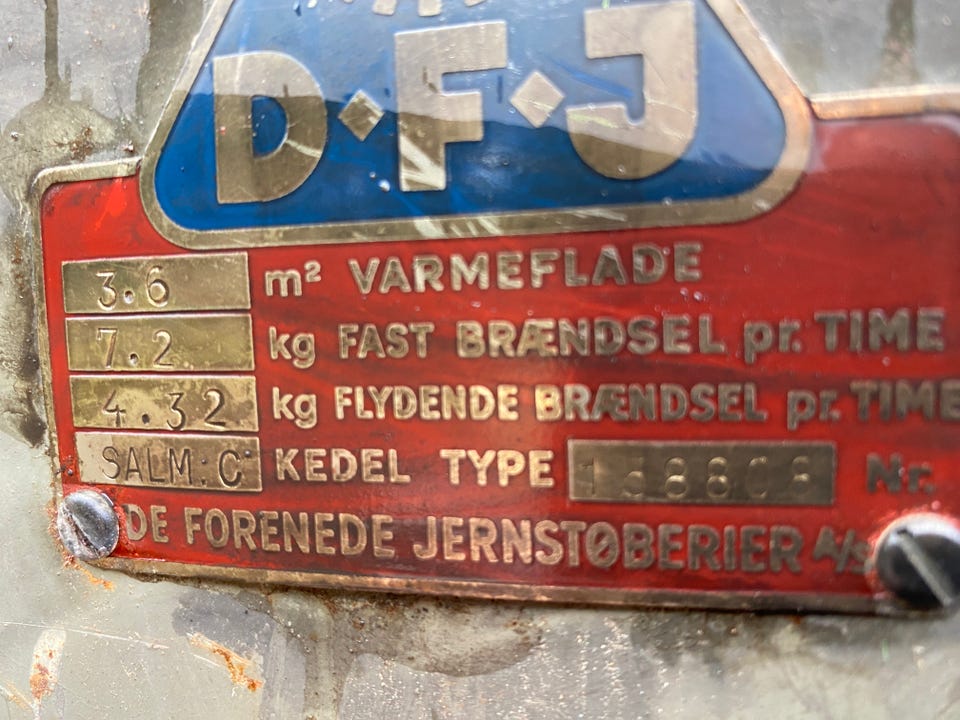 D·F·J
3.6 m² VARMEFLADE
7.2 kg FAST BRÆNDSEL pr. TIME
4.32 kg FLYDENDE BRÆNDSEL pr. TIME
SALM: C KEDEL TYPE Nr.
DE FORENEDE JERNSTØBERIER A/S